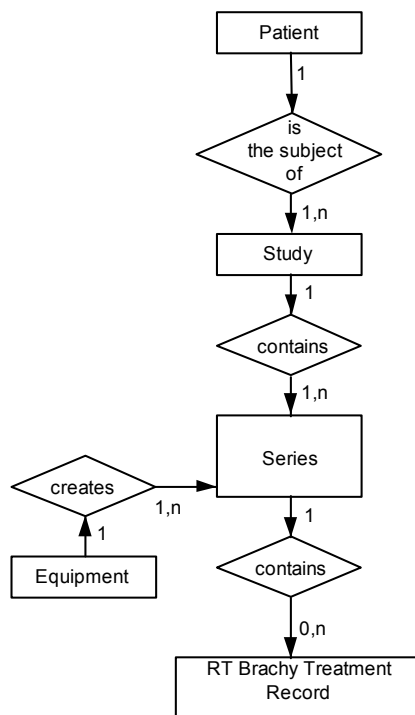 Patient
1
is
the subject
of
1,n
Study
1
contains
1,n
Series
creates
1,n
1
1
Equipment
contains
0,n
RT Brachy Treatment
Record